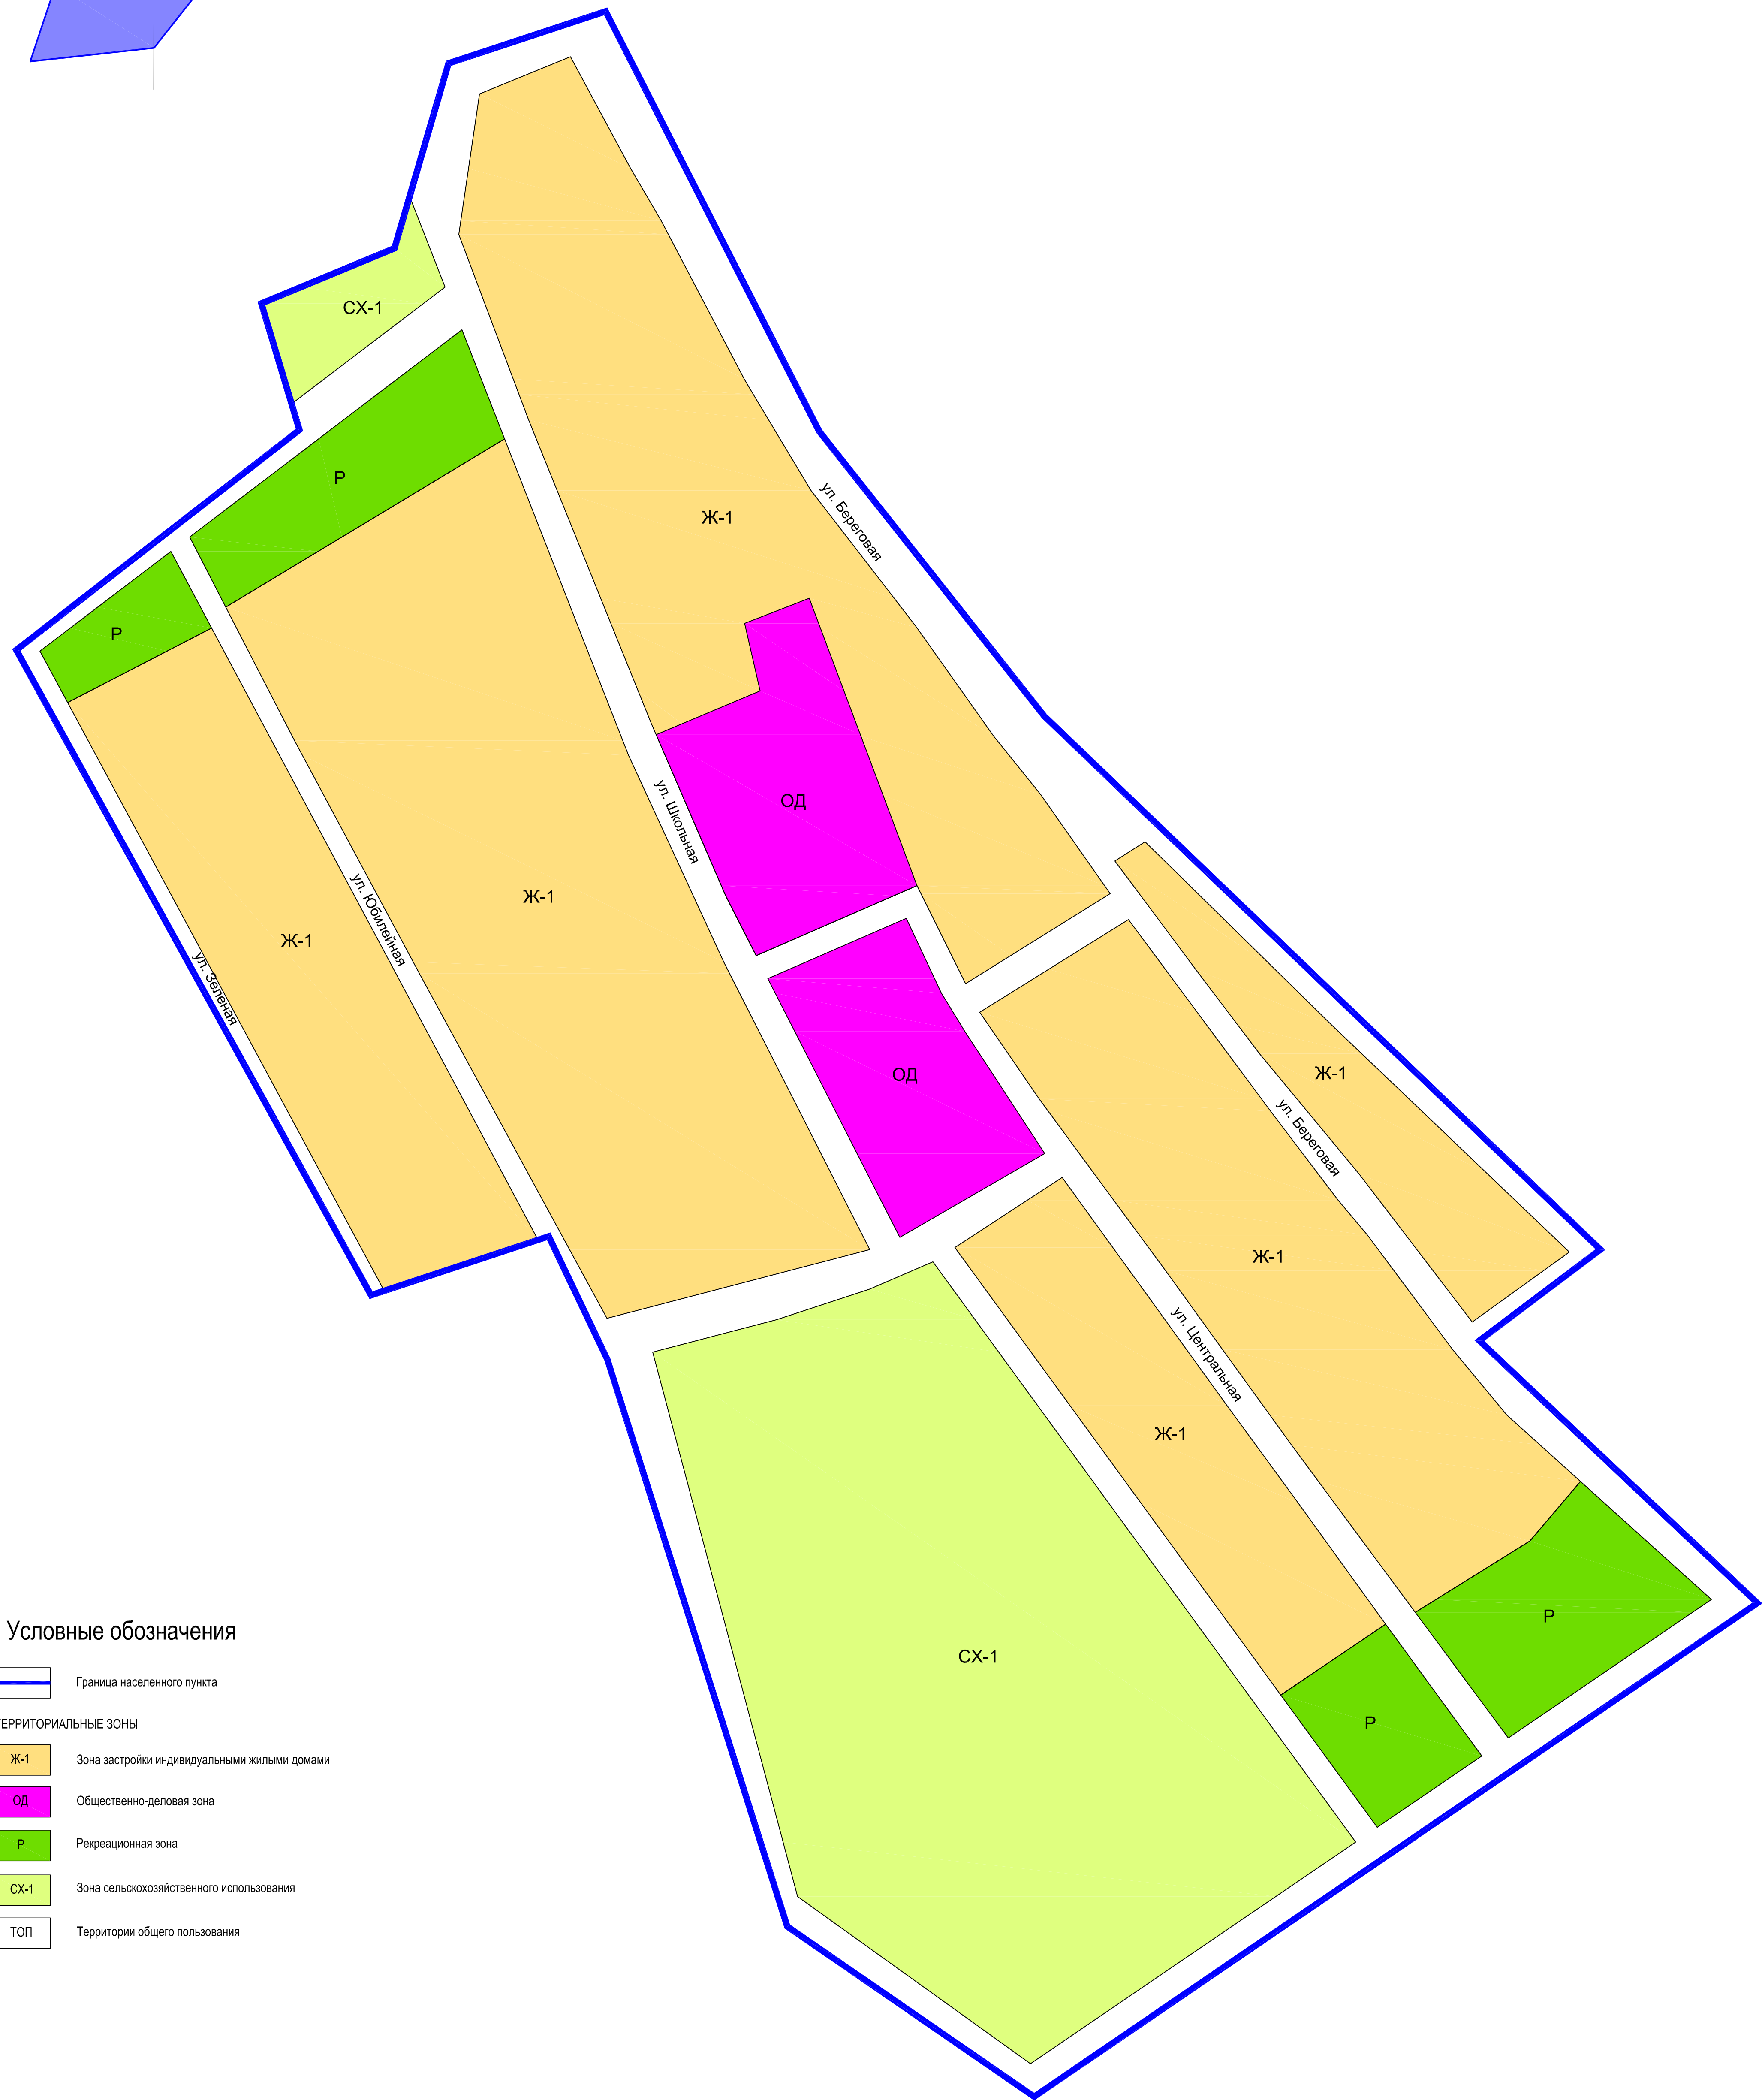 СХ-1
Р
Ж-1
ул. Береговая
Р
ОД
ул. Школьная
Ж-1
ул. Юбилейная
Ж-1
ул. Зеленая
ОД
Ж-1
ул. Береговая
Ж-1
ул. Центральная
Ж-1
СХ-1
Р
Р
Условные обозначения
Граница населенного пункта
ТЕРРИТОРИАЛЬНЫЕ ЗОНЫ
Ж-1 Зона застройки индивидуальными жилыми домами
ОД Общественно-деловая зона
Р Рекреационная зона
СХ-1 Зона сельскохозяйственного использования
ТОП Территории общего пользования